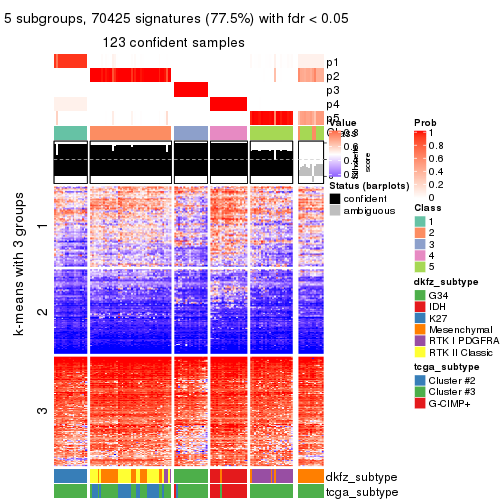 5 subgroups, 70425 signatures (77.5%) with fdr < 0.05
123 confident samples
p1
p2
p3
p4
p5
Class
k-means with 3 groups
1
2
3
Value
Silhouette
score
Status (barplots)
confident
ambiguous
Prob
1
0.8
0.6
0.4
0.2
0
Class
1
2
3
4
5
dkfz_subtype
G34
IDH
K27
Mesenchymal
RTK I PDGFRA
RTK II Classic
tcga_subtype
Cluster #2
Cluster #3
G-CIMP+
dkfz_subtype
tcga_subtype